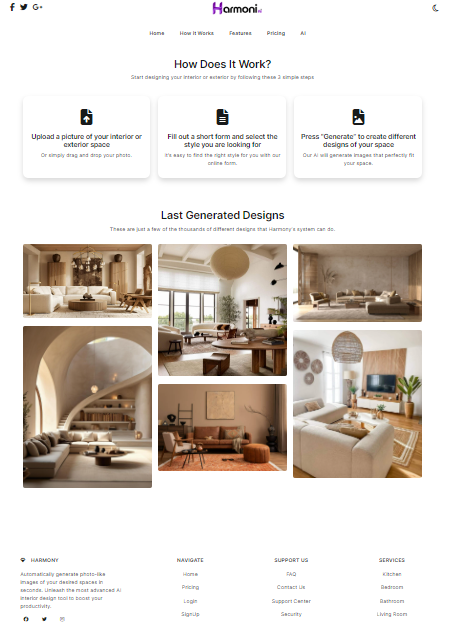 Harmoni AI
Home How It Works Features Pricing AI
How Does It Work?
Start designing your interior or exterior by following these 3 simple steps
Upload a picture of your interior or
exterior space
Or simply drag and drop your photo.
Fill out a short form and select the
style you are looking for
It's easy to find the right style for you with our
online form.
Press "Generate" to create different
designs of your space
Our AI will generate images that perfectly fit
your space.
Last Generated Designs
These are just a few of the thousands of different designs that Harmony's system can do.
HARMONY
Automatically generate photo-like
images of your desired spaces in
seconds. Unleash the most advanced AI
interior design tool to boost your
productivity.
NAVIGATE
Home
Pricing
Login
SignUp
SUPPORT US
FAQ
Contact Us
Support Center
Security
SERVICES
Kitchen
Bedroom
Bathroom
Living Room